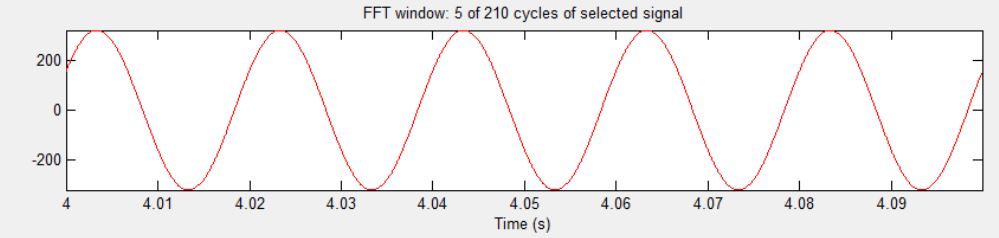 FFT window: 5 of 210 cycles of selected signal
200
0
-200
4 4.01 4.02 4.03 4.04 4.05 4.06 4.07 4.08 4.09
Time (s)